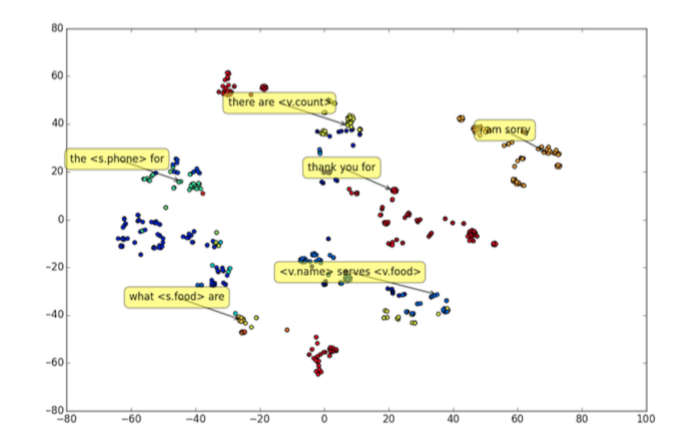 80
60
40
20
0
−20
−40
−60
−80
there are <v.count>
am sorry
the <s.phone> for
thank you for
<v.name> serves <v.food>
what <s.food> are
−80 −60 −40 −20 0 20 40 60 80 100